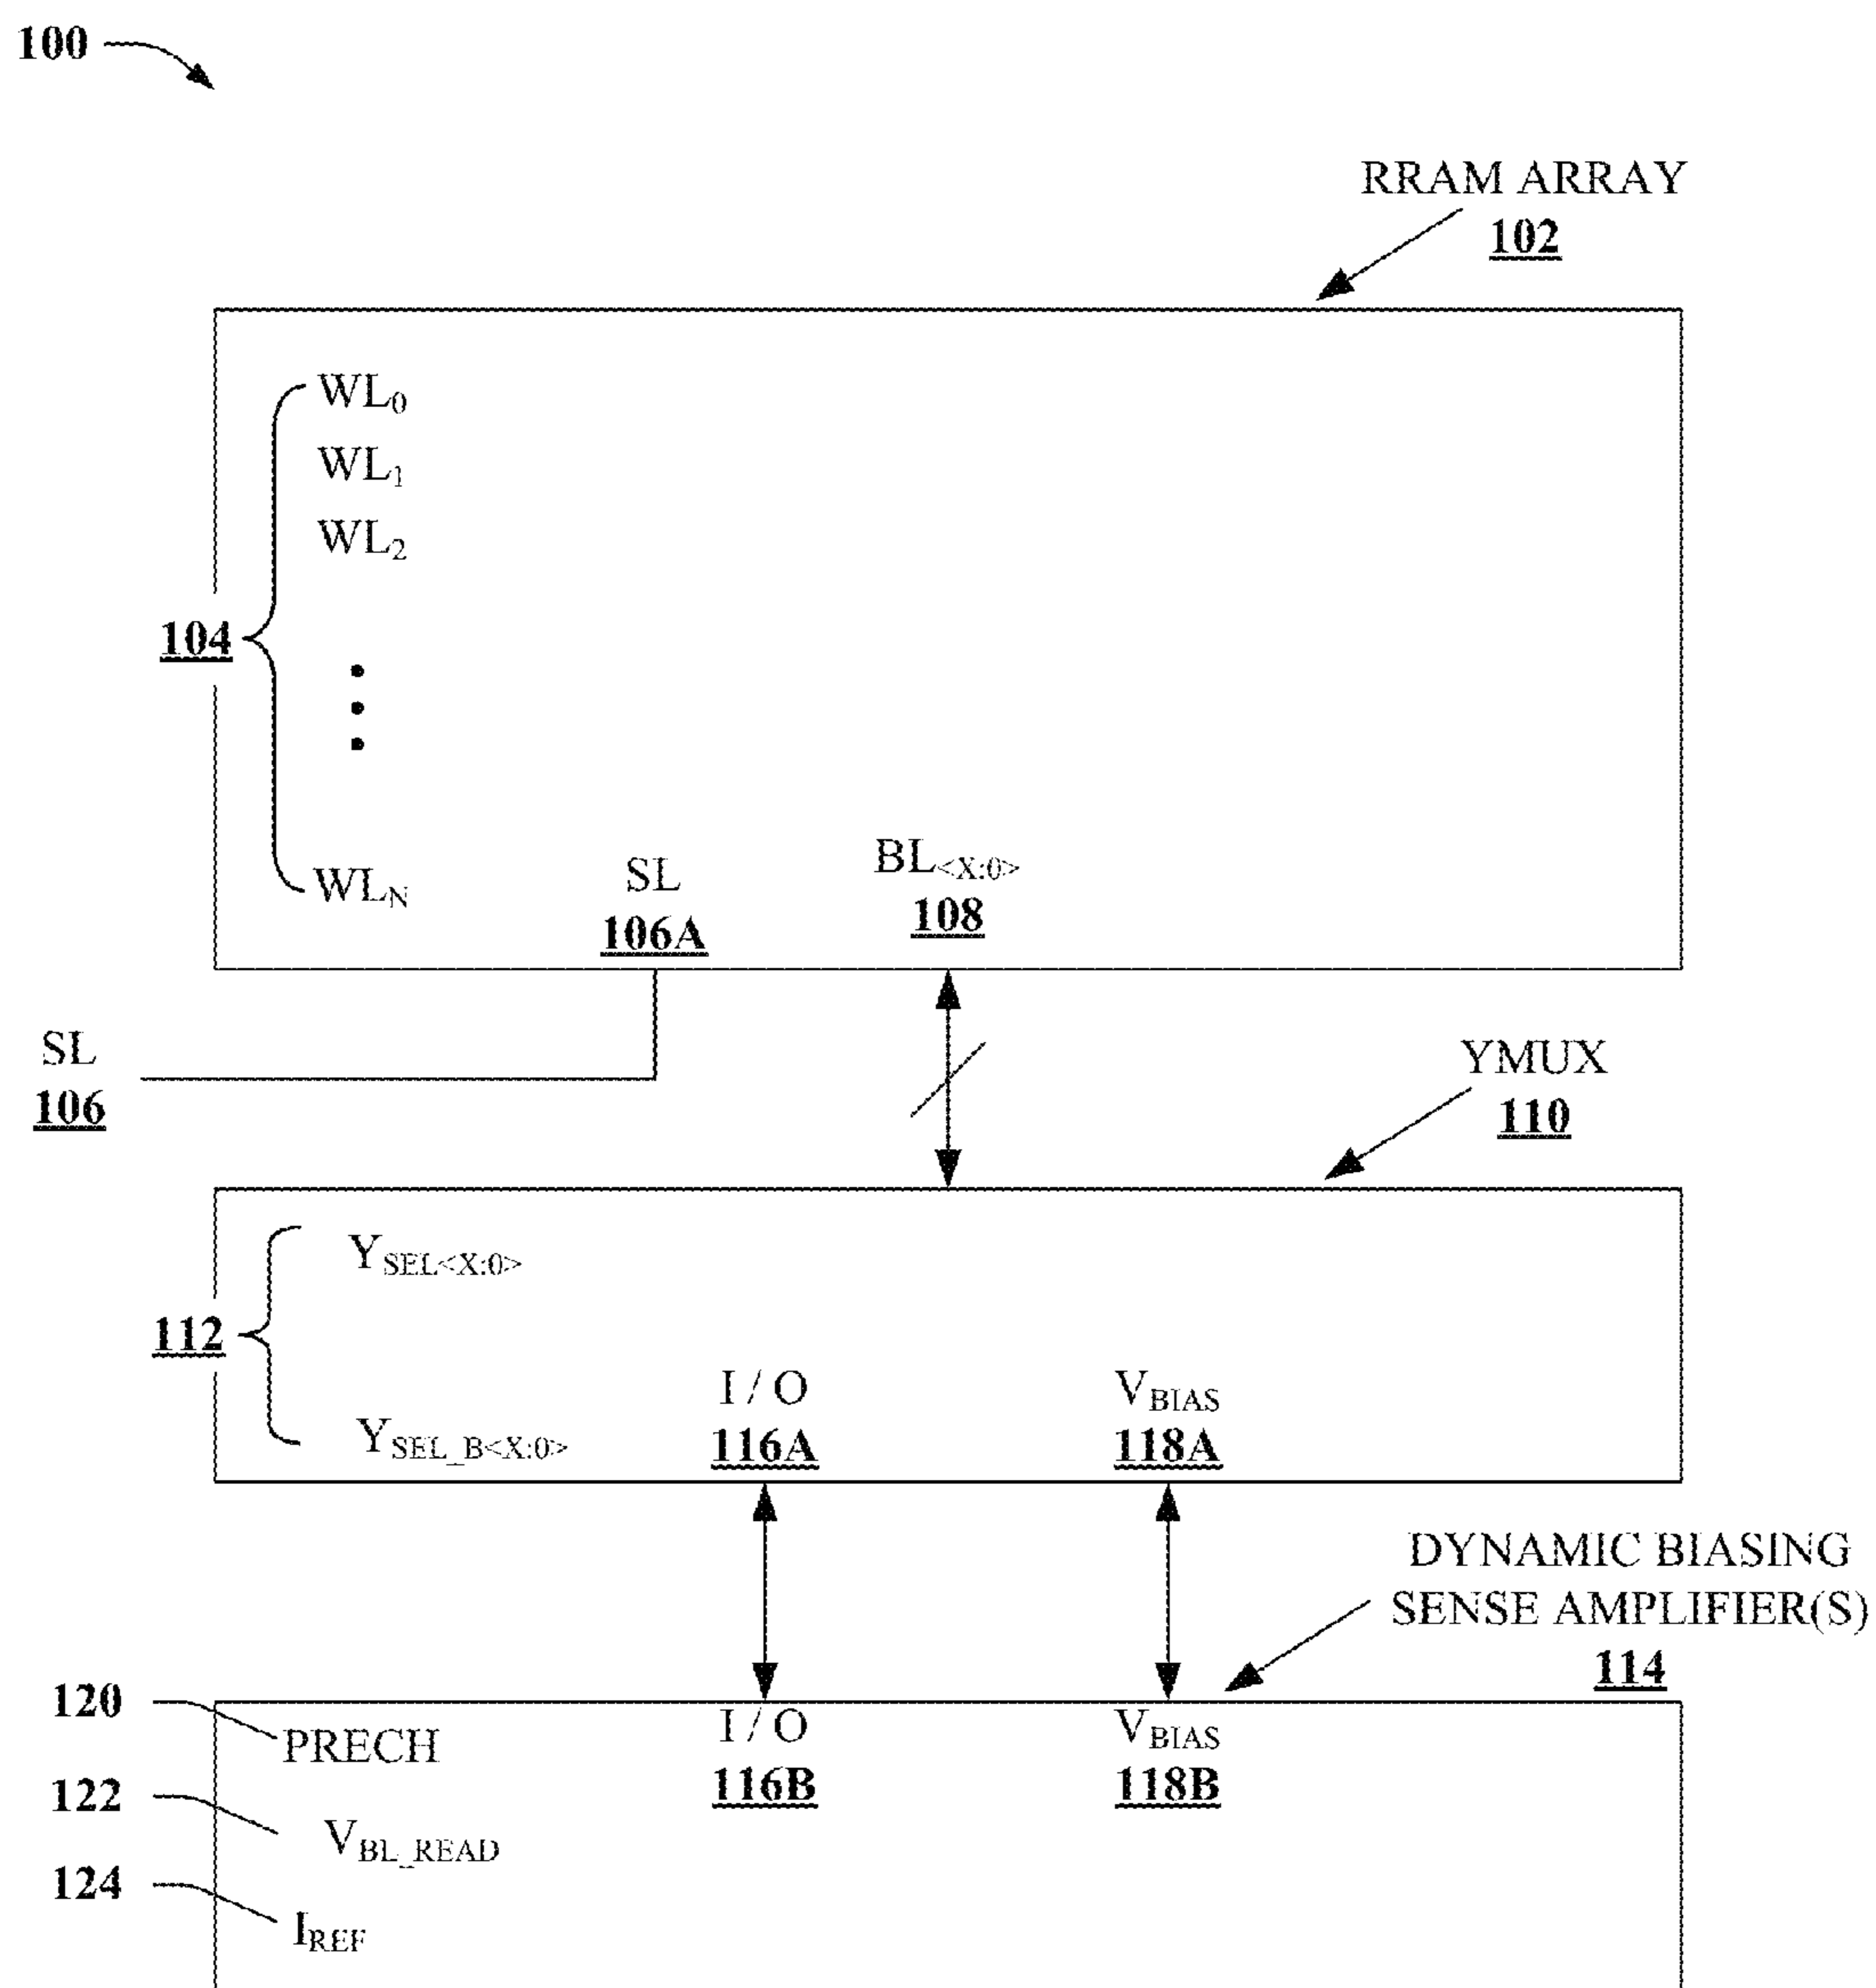 100
RRAM ARRAY
102
WL0
WL1
WL2
104
WLN
SL
106A
BL<X:0>
108
SL
106
YMUX
110
YSEL<X:0>
112
YSEL_B<X:0>
I / O
116A
VBIAS
118A
DYNAMIC BIASING
SENSE AMPLIFIER(S)
114
120
PRECH
I / O
116B
VBIAS
118B
122
VBL_READ
124
IREF